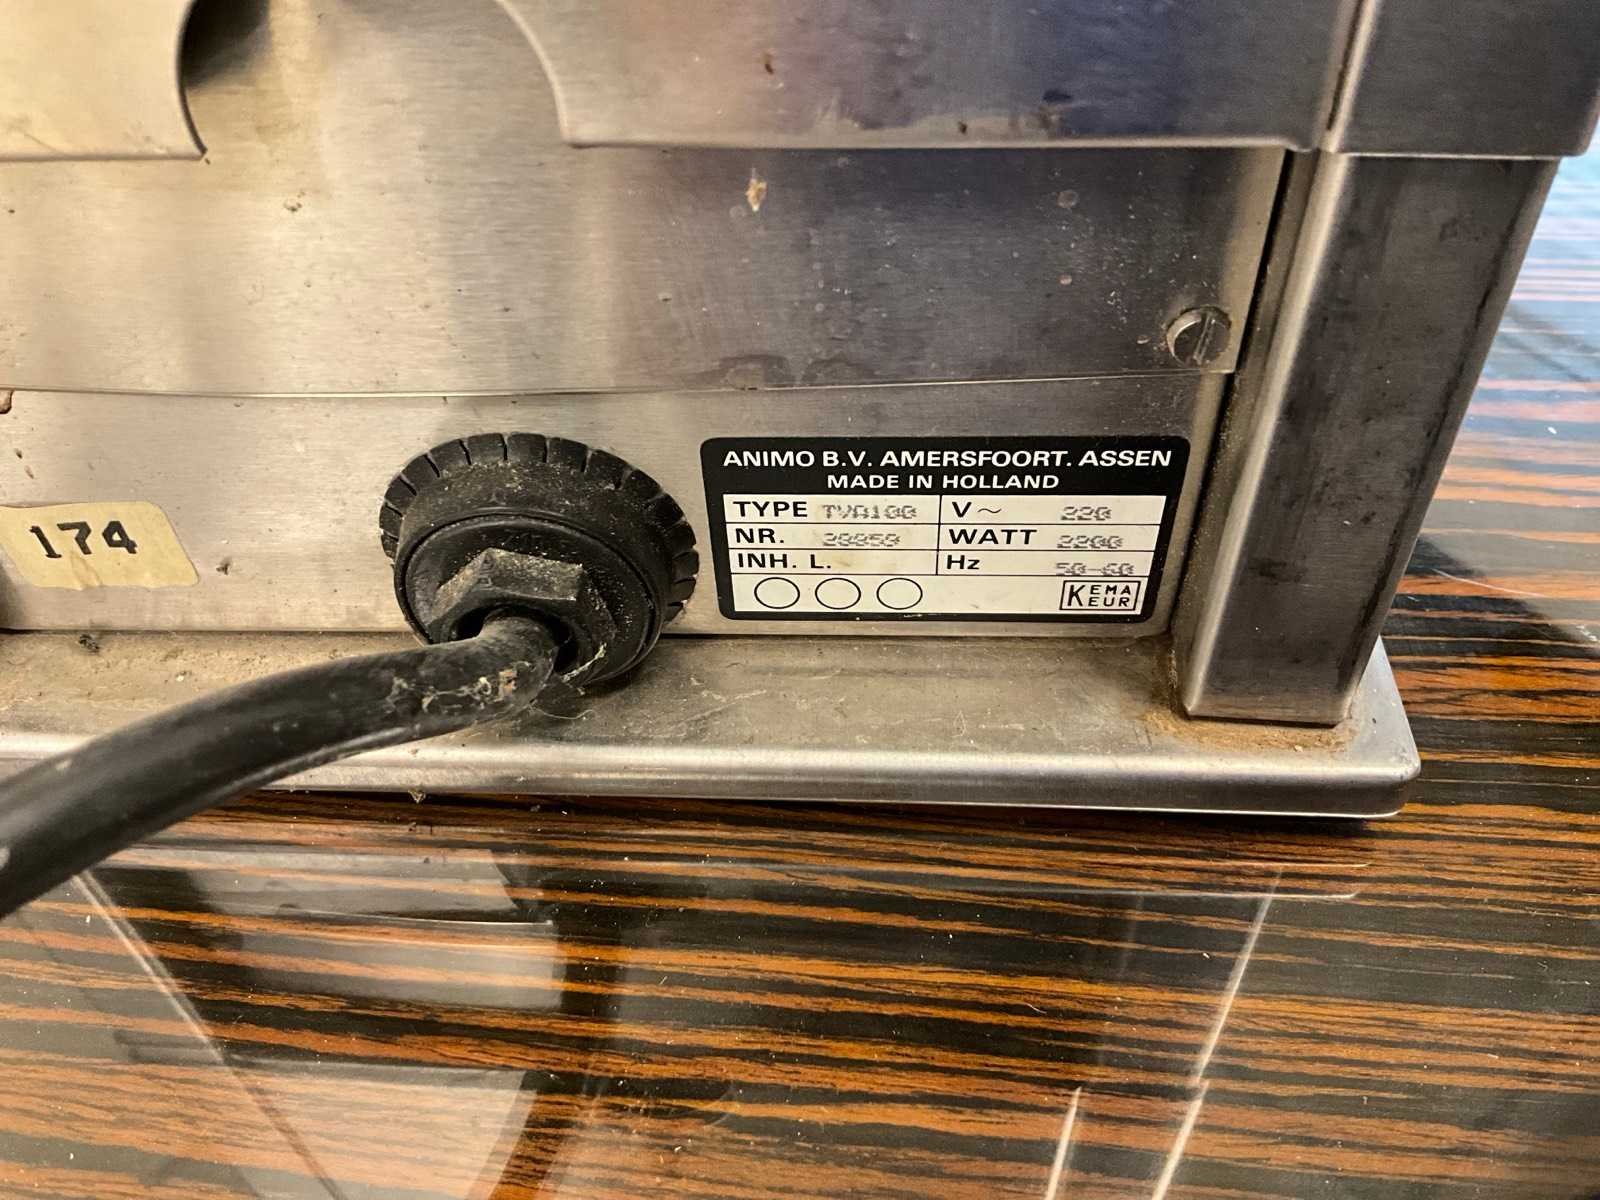 ANIMO B.V. AMERSFOORT. ASSEN
MADE IN HOLLAND
TYPE TVA100 V~ 220
NR. WATT 2200
INH. L. Hz 50-60
KEMA
KEUR
174